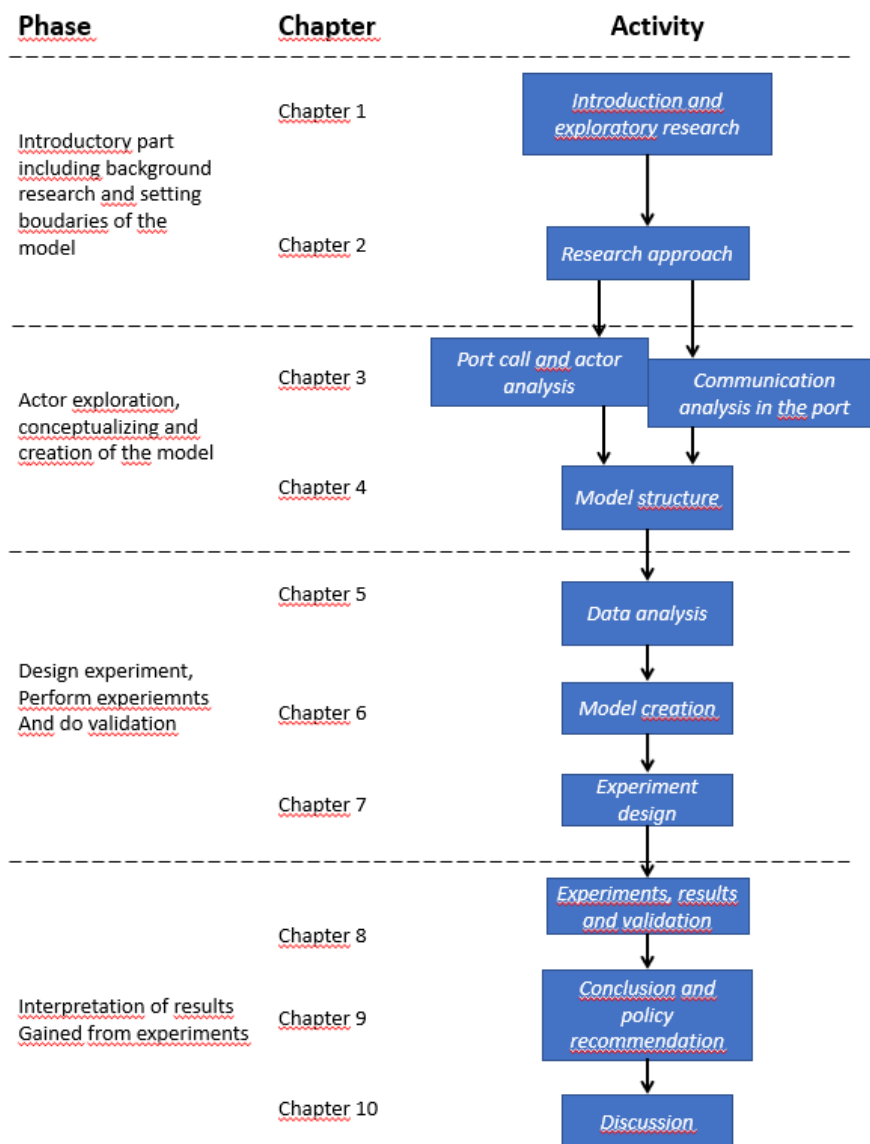 Phase
Chapter
Activity
Introductory part
including background
research and setting
boudaries of the
model
Chapter 1
Introduction and
exploratory research
Chapter 2
Research approach
Actor exploration,
conceptualizing and
creation of the model
Chapter 3
Port call and actor
analysis
Communication
analysis in the port
Chapter 4
Model structure
Design experiment,
Perform experiemnts
And do validation
Chapter 5
Data analysis
Chapter 6
Model creation
Chapter 7
Experiment
design
Interpretation of results
Gained from experiments
Chapter 8
Experiments, results
and validation
Chapter 9
Conclusion and
policy
recommendation
Chapter 10
Discussion